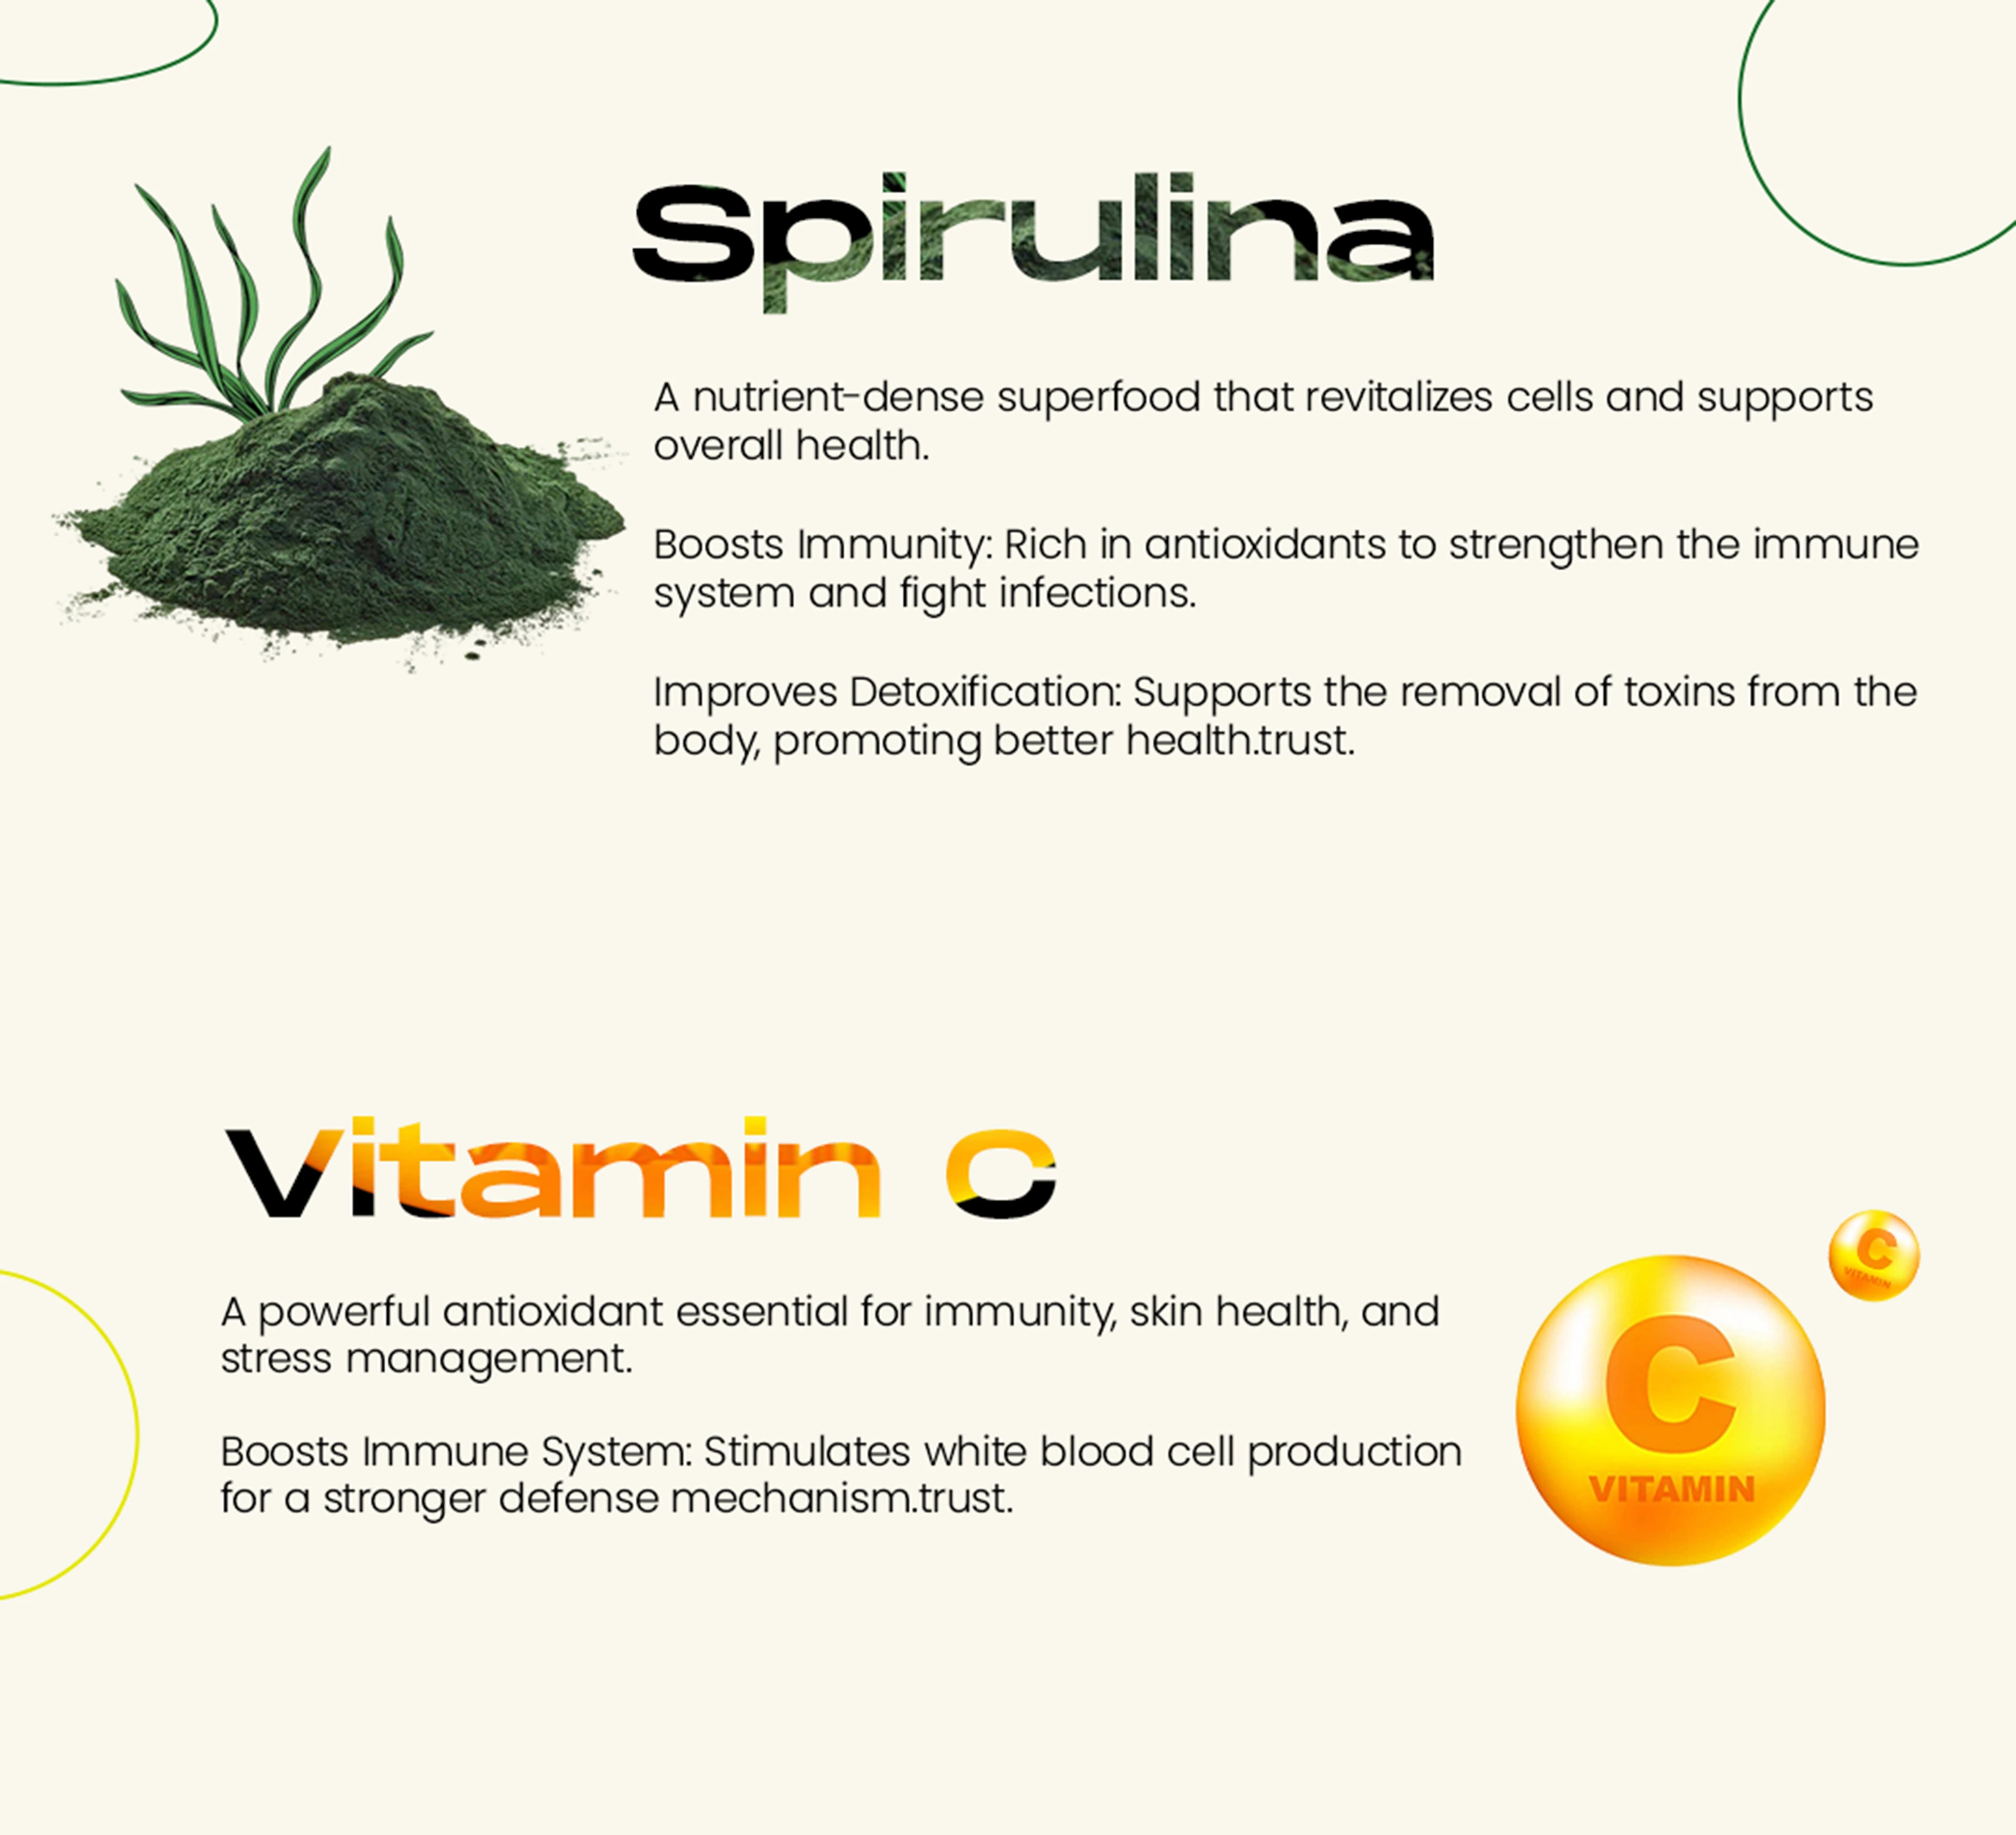 Spirulina
A nutrient-dense superfood that revitalizes cells and supports
overall health.
Boosts Immunity: Rich in antioxidants to strengthen the immune
system and fight infections.
Improves Detoxification: Supports the removal of toxins from the
body, promoting better health.trust.
Vitamin C
A powerful antioxidant essential for immunity, skin health, and
stress management.
Boosts Immune System: Stimulates white blood cell production
for a stronger defense mechanism.trust.
C
VITAMIN
C
VITAMIN